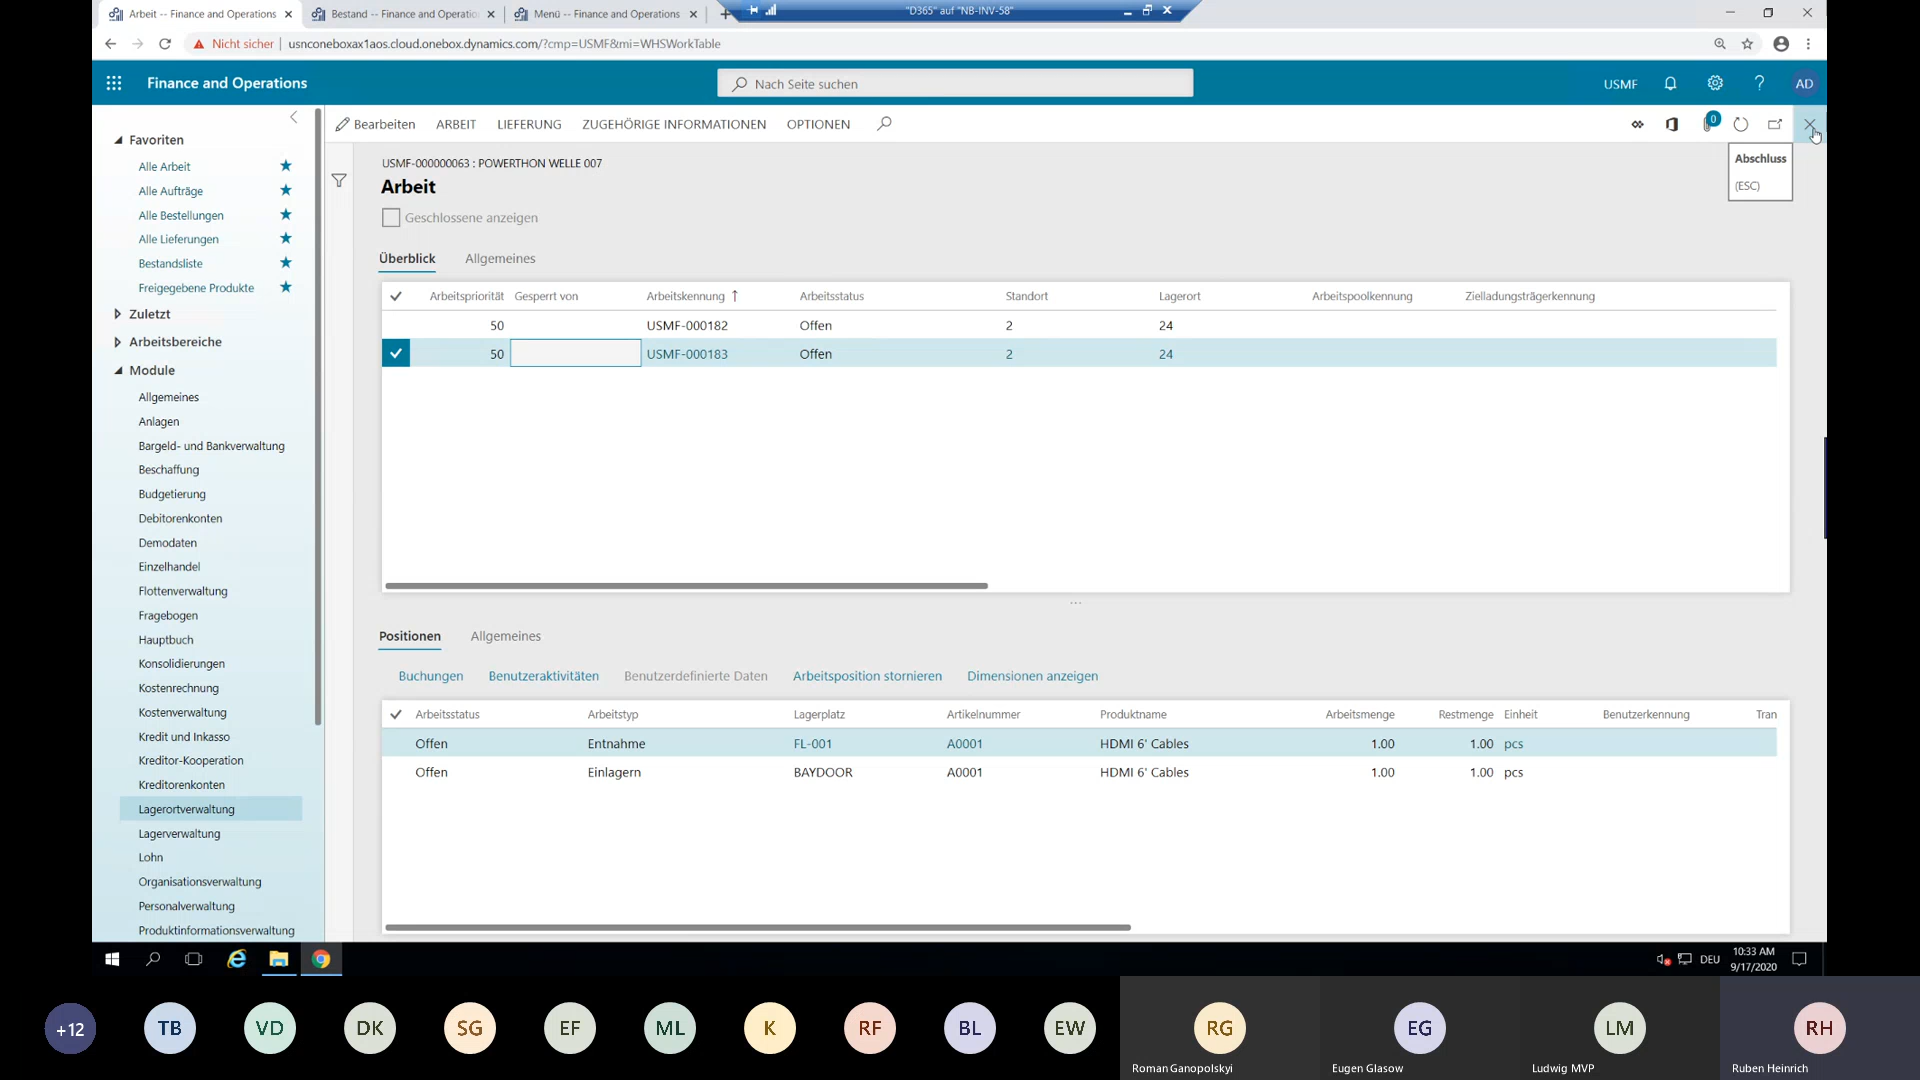 Arbeit -- Finance and Operations
Bestand -- Finance and Operatio
Menü -- Finance and Operations
"D365" auf "NB-INV-58"
Nicht sicher
usnconeboxax1aos.cloud.onebox.dynamics.com/?cmp=USMF&mi=WHSWorkTable
Finance and Operations
Nach Seite suchen
USMF
AD
Bearbeiten ARBEIT LIEFERUNG ZUGEHÖRIGE INFORMATIONEN OPTIONEN
0
Abschluss
(ESC)
Favoriten
Alle Arbeit
Alle Aufträge
Alle Bestellungen
Alle Lieferungen
Bestandsliste
Freigegebene Produkte
Zuletzt
Arbeitsbereiche
Module
Allgemeines
Anlagen
Bargeld- und Bankverwaltung
Beschaffung
Budgetierung
Debitorenkonten
Demodaten
Einzelhandel
Flottenverwaltung
Fragebogen
Hauptbuch
Konsolidierungen
Kostenrechnung
Kostenverwaltung
Kredit und Inkasso
Kreditor-Kooperation
Kreditorenkonten
Lagerortverwaltung
Lagerverwaltung
Lohn
Organisationsverwaltung
Personalverwaltung
Produktinformationsverwaltung
USMF-000000063 : POWERTHON WELLE 007
Arbeit
Geschlossene anzeigen
Überblick Allgemeines
Arbeitspriorität Gesperrt von Arbeitskennung Arbeitsstatus Standort Lagerort Arbeitspoolkennung Zielladungsträgerkennung
50 USMF-000182 Offen 2 24
50 USMF-000183 Offen 2 24
Positionen Allgemeines
Buchungen Benutzeraktivitäten Benutzerdefinierte Daten Arbeitsposition stornieren Dimensionen anzeigen
Arbeitsstatus Arbeitstyp Lagerplatz Artikelnummer Produktname Arbeitsmenge Restmenge Einheit Benutzerkennung Tran
Offen Entnahme FL-001 A0001 HDMI 6' Cables 1.00 1.00 pcs
Offen Einlagern BAYDOOR A0001 HDMI 6' Cables 1.00 1.00 pcs
DEU
10:33 AM
9/17/2020
+12 TB VD DK SG EF ML K RF BL EW RG EG LM RH
Roman Ganopolskyi Eugen Glasow Ludwig MVP Ruben Heinrich